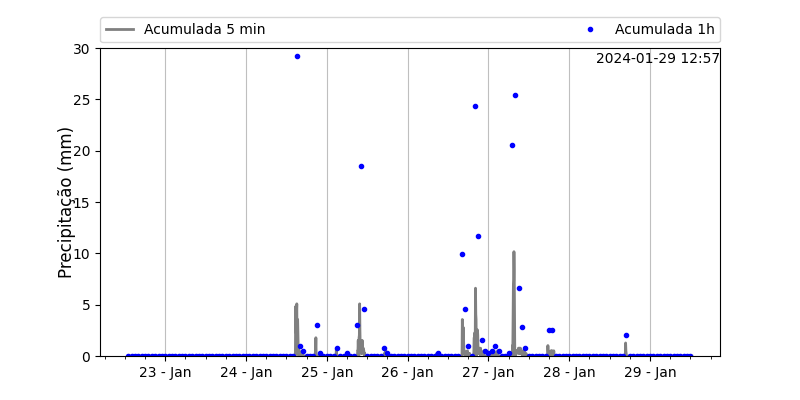 Acumulada 5 min
Acumulada 1h
2024-01-29 12:57
Precipitação (mm)
30
25
20
15
10
5
0
23 - Jan
24 - Jan
25 - Jan
26 - Jan
27 - Jan
28 - Jan
29 - Jan